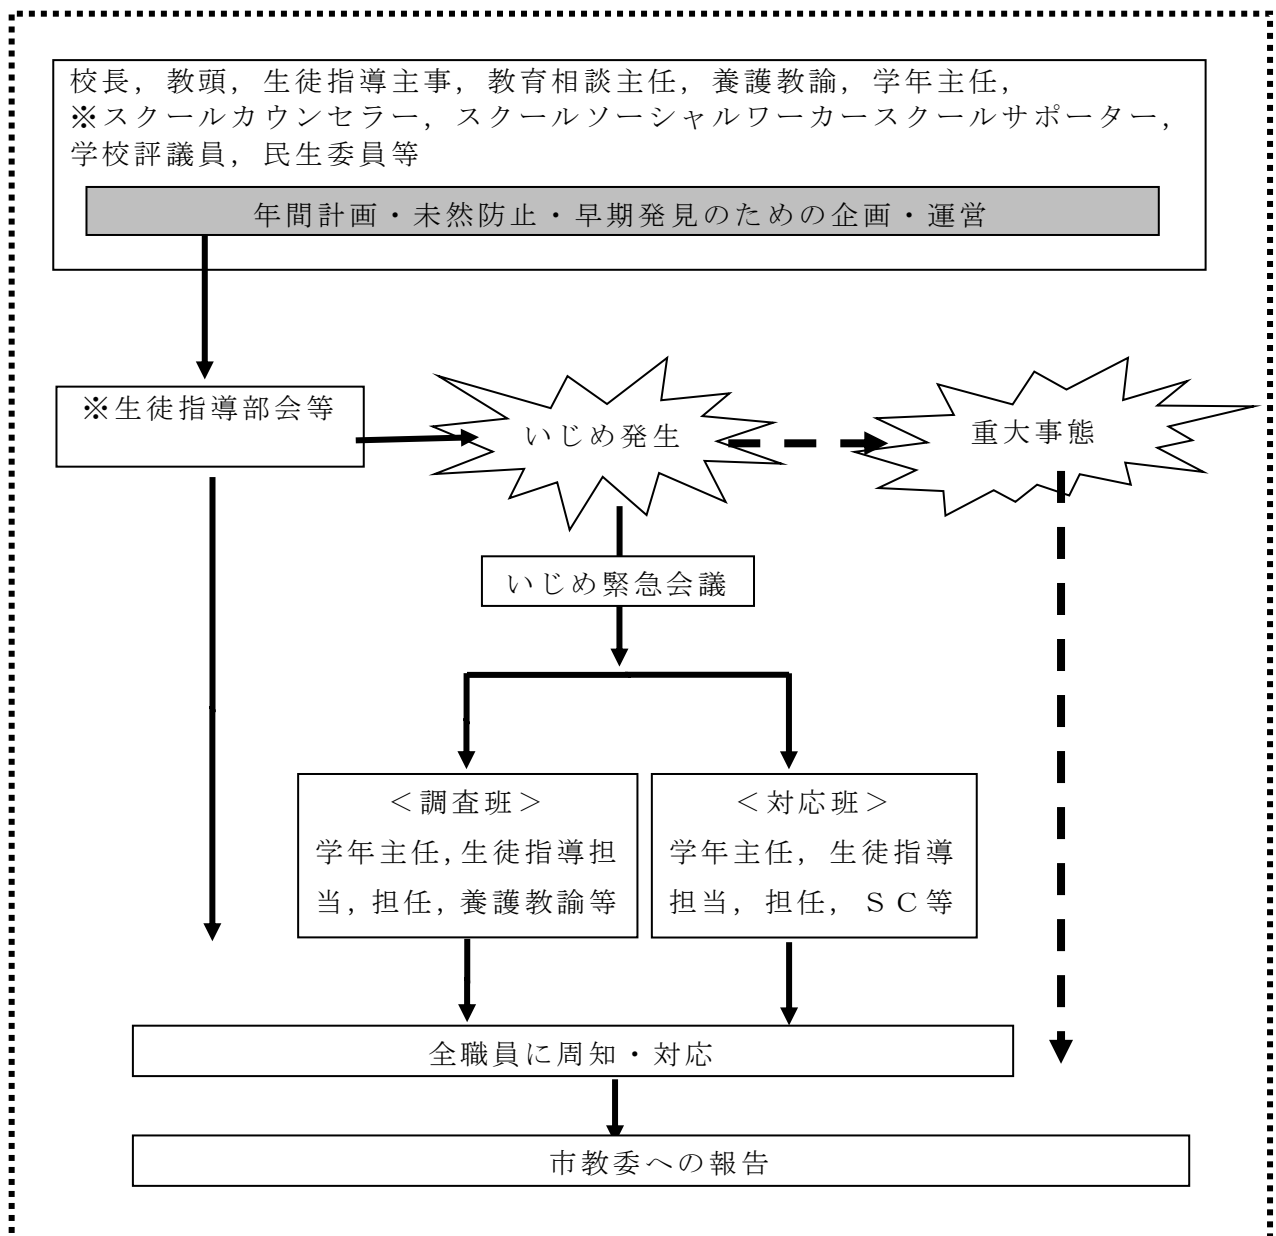 校長，教頭，生徒指導主事，教育相談主任，養護教諭，学年主任，
※スクールカウンセラー，スクールソーシャルワーカースクールサポーター，
学校評議員，民生委員等
年間計画・未然防止・早期発見のための企画・運営
※生徒指導部会等
いじめ発生
重大事態
いじめ緊急会議
＜調査班＞
学年主任，生徒指導担
当，担任，養護教諭等
＜対応班＞
学年主任，生徒指導
担当，担任，ＳＣ等
全職員に周知・対応
市教委への報告